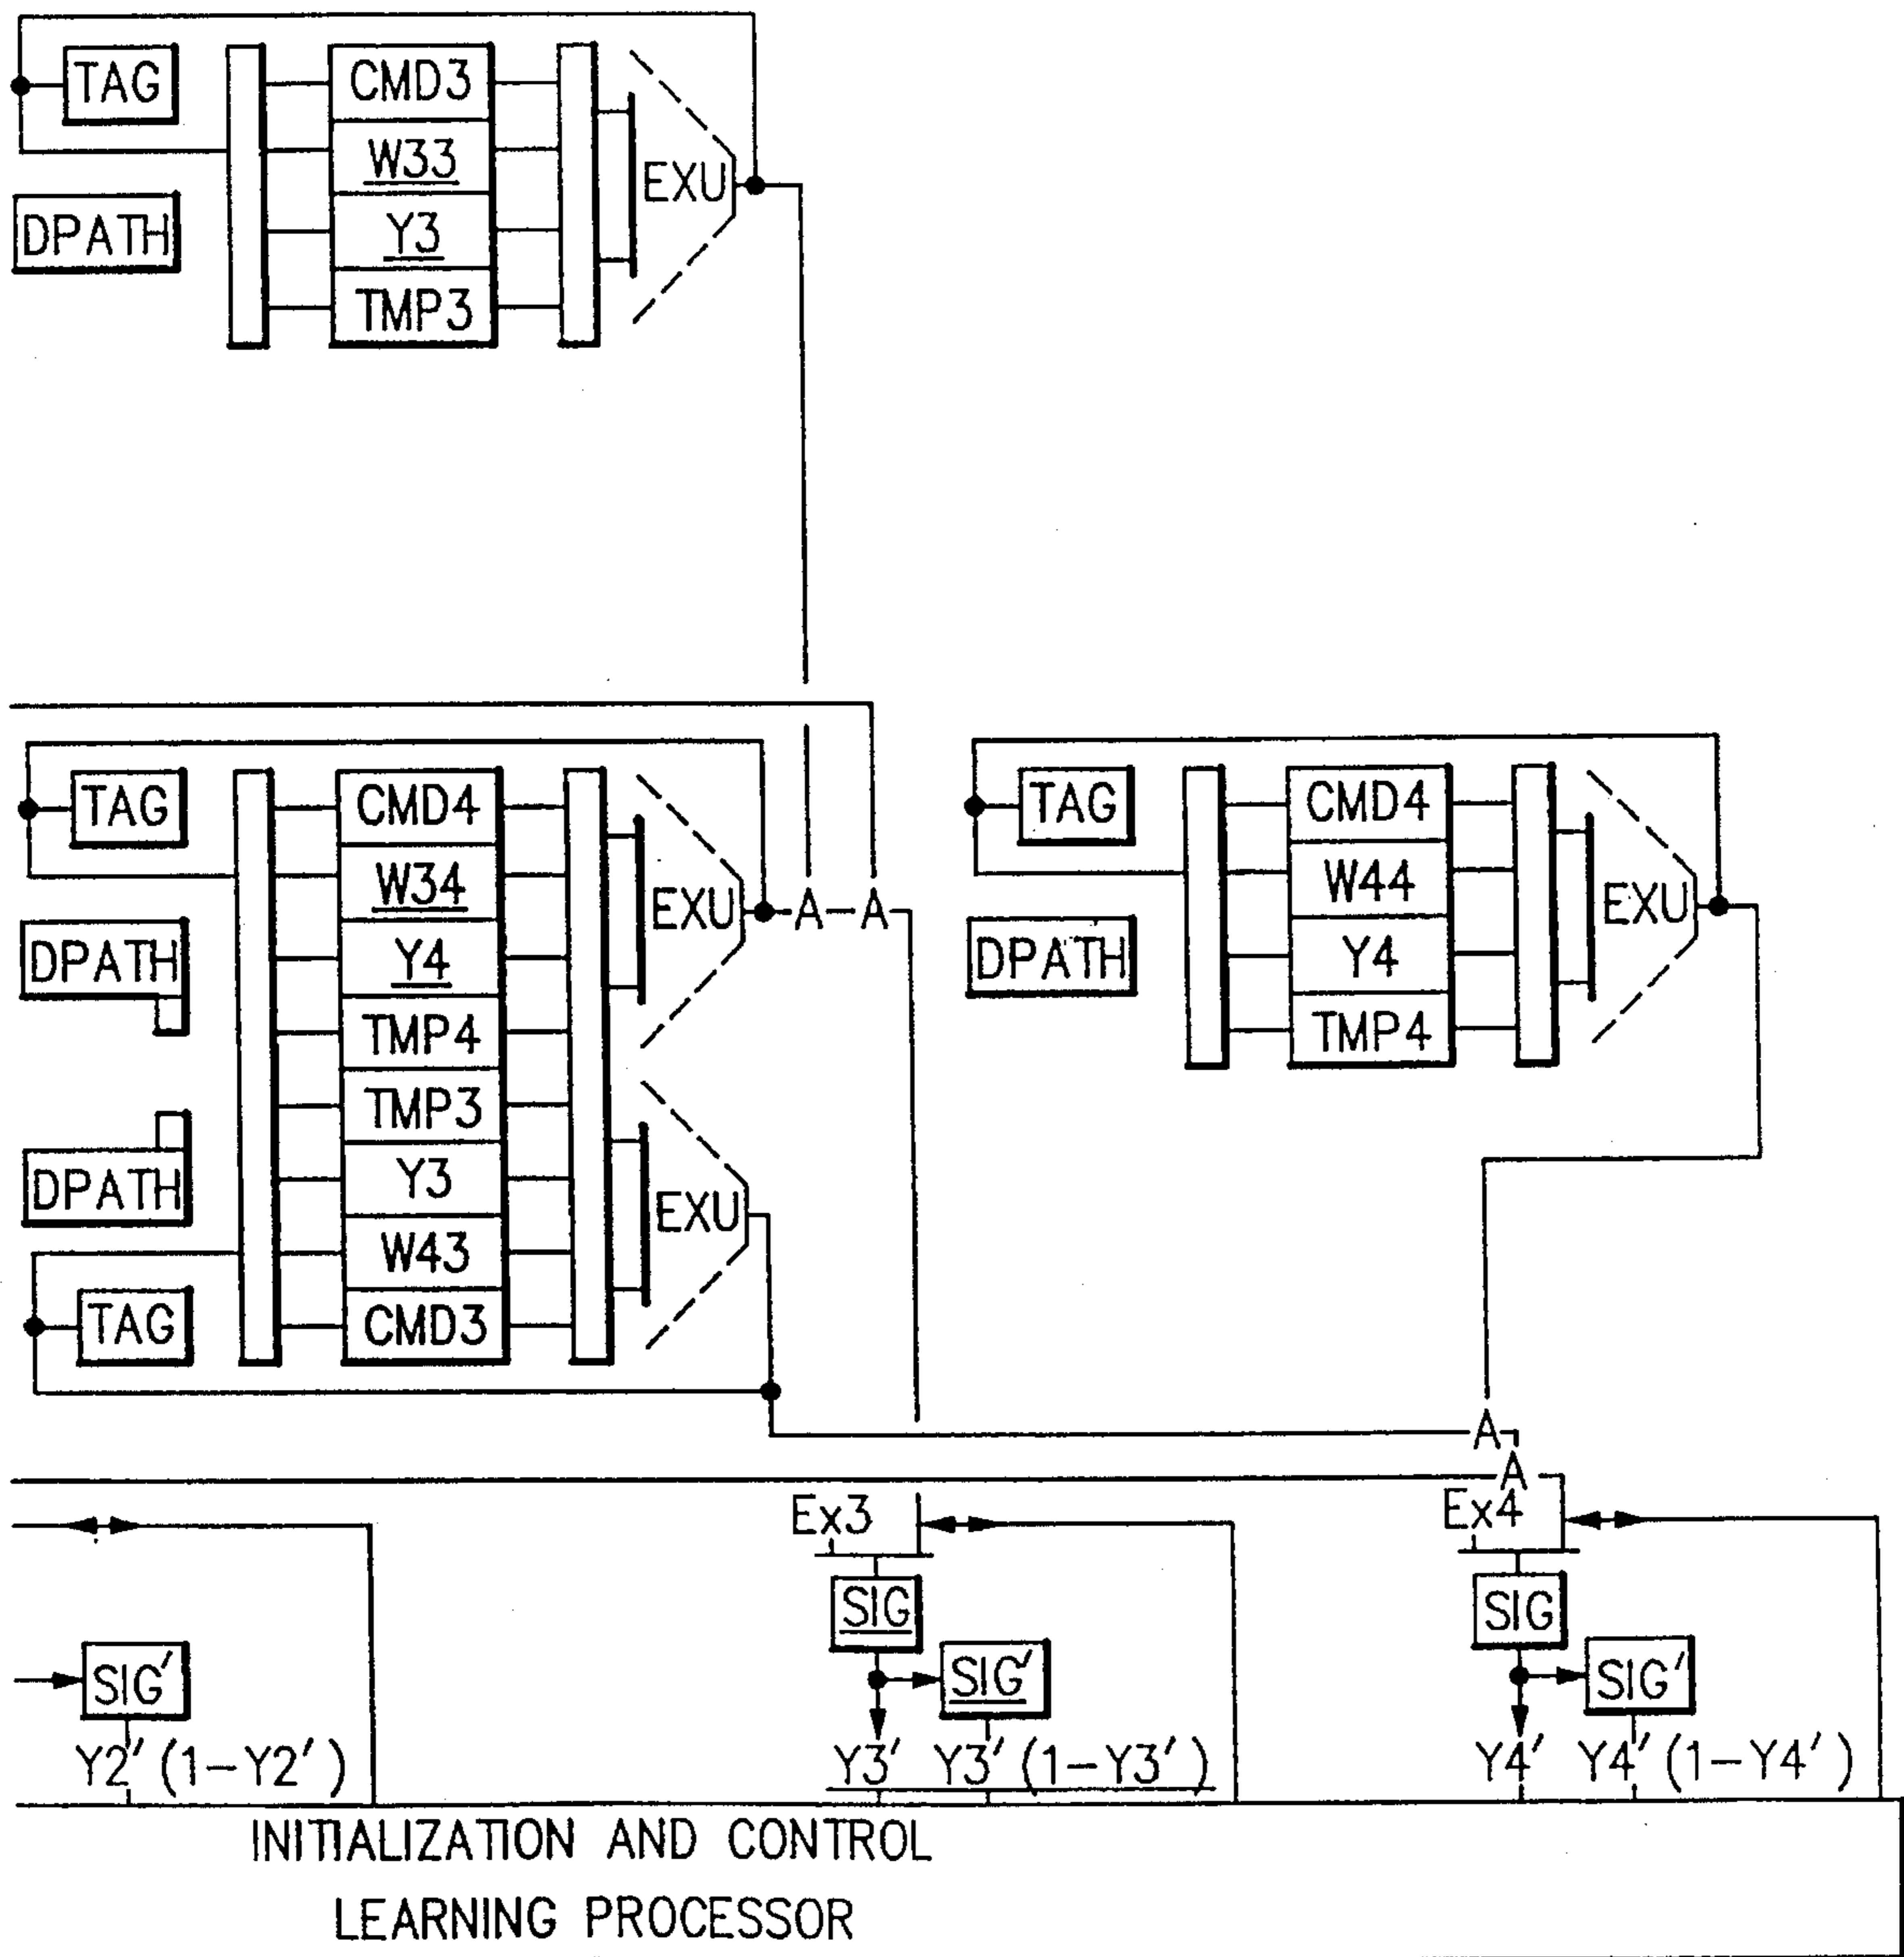 TAG
CMD3
W33
Y3
TMP3
EXU
DPATH
TAG
CMD4
W34
Y4
TMP4
TMP3
Y3
W43
CMD3
EXU
A A
DPATH
DPATH
EXU
TAG
TAG
CMD4
W44
Y4
TMP4
EXU
DPATH
A
A
Ex3
Ex4
SIG
SIG
SIG'
SIG'
SIG'
Y2' (1-Y2')
Y3' Y3' (1-Y3')
Y4' Y4' (1-Y4')
INITIALIZATION AND CONTROL
LEARNING PROCESSOR